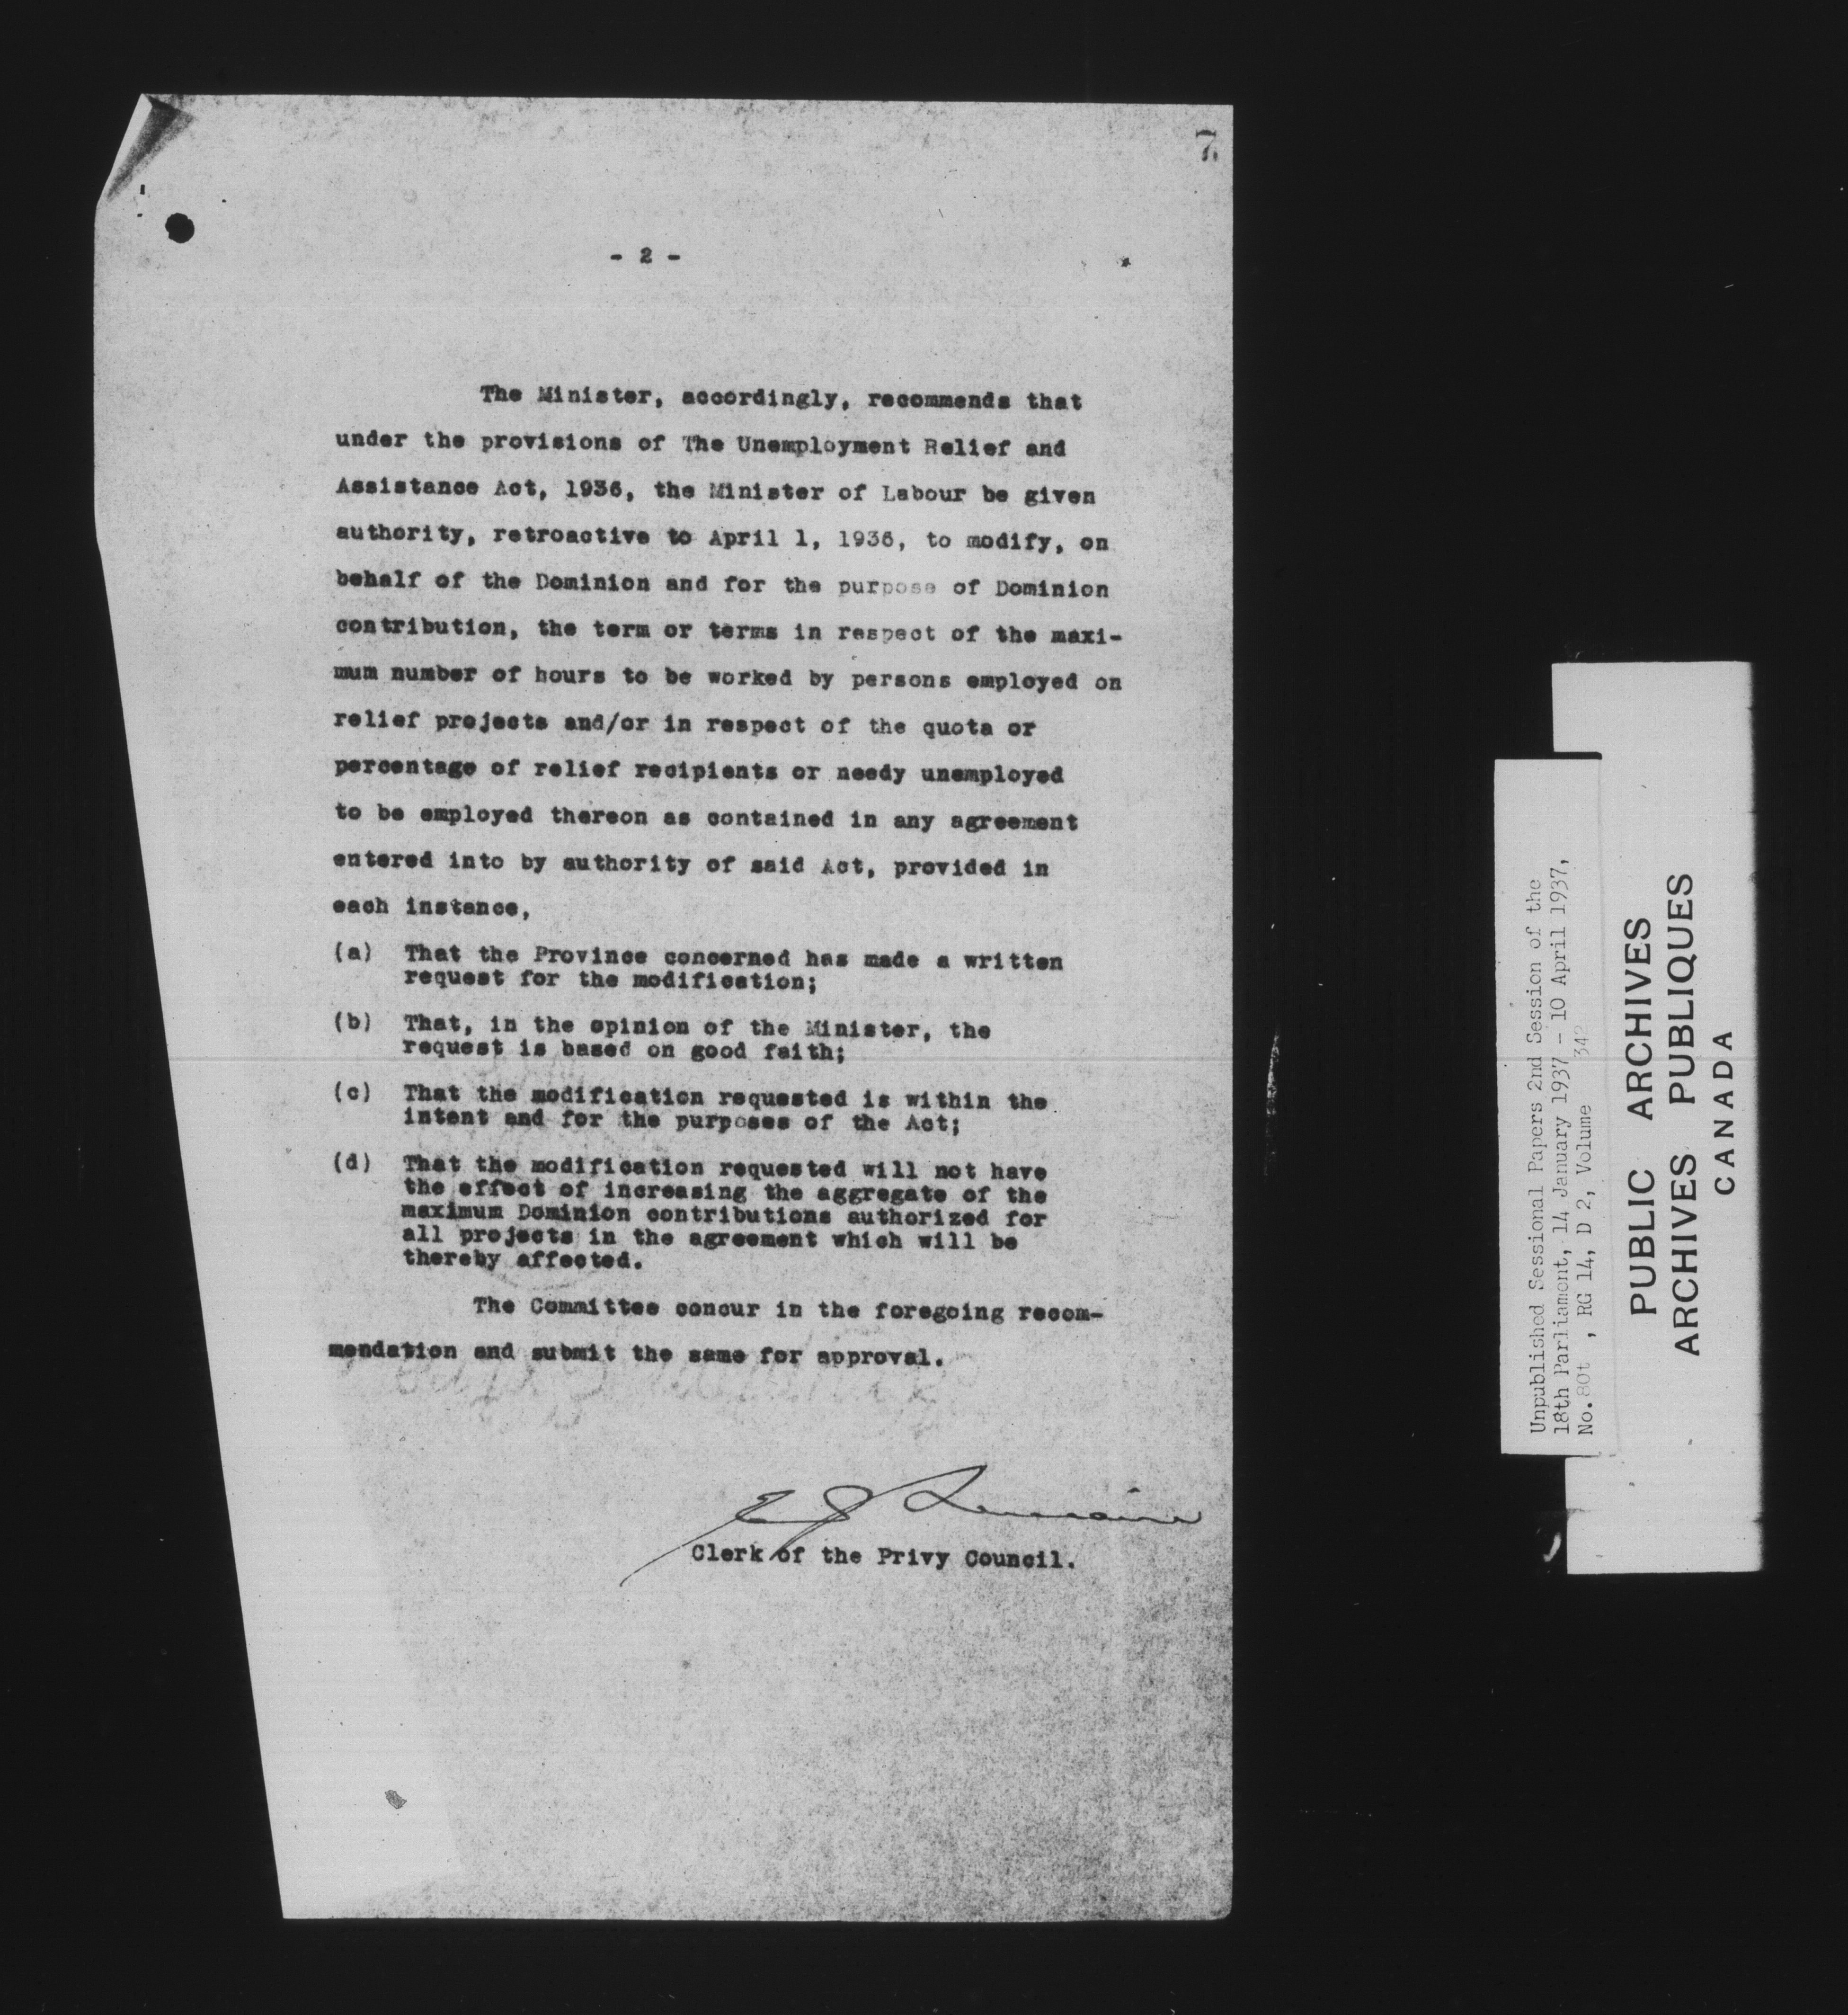 7
- 2 -
The Minister, accordingly, recommends that
under the provisions of The Unemployment Relief and
Assistance Act, 1936, the Minister of Labour be given
authority, retroactive to April 1, 1936, to modify, on
behalf of the Dominion and for the purpose of Dominion
contribution, the term or terms in respect of the maxi-
mum number of hours to be worked by persons employed on
relief projects and/or in respect of the quota or
percentage of relief recipients or needy unemployed
to be employed thereon as contained in any agreement
entered into by authority of said Act, provided in
each instance,
(a) That the Province concerned has made a written
request for the modification;
(b) That, in the opinion of the Minister, the
request is based on good faith;
(c) That the modification requested is within the
intent and for the purposes of the Act;
(d) That the modification requested will not have
the effect of increasing the aggregate of the
maximum Dominion contributions authorized for
all projects in the agreement which will be
thereby affected.
The Committee concur in the foregoing recom-
mendation and submit the same for approval.
E J Lemaire
Clerk of the Privy Council.
Unpublished Sessional Papers 2nd Session of the
18th Parliament, 14 January 1937 - 10 April 1937,
No. 80t , RG 14, D 2, Volume 342
PUBLIC ARCHIVES
ARCHIVES PUBLIQUES
CANADA